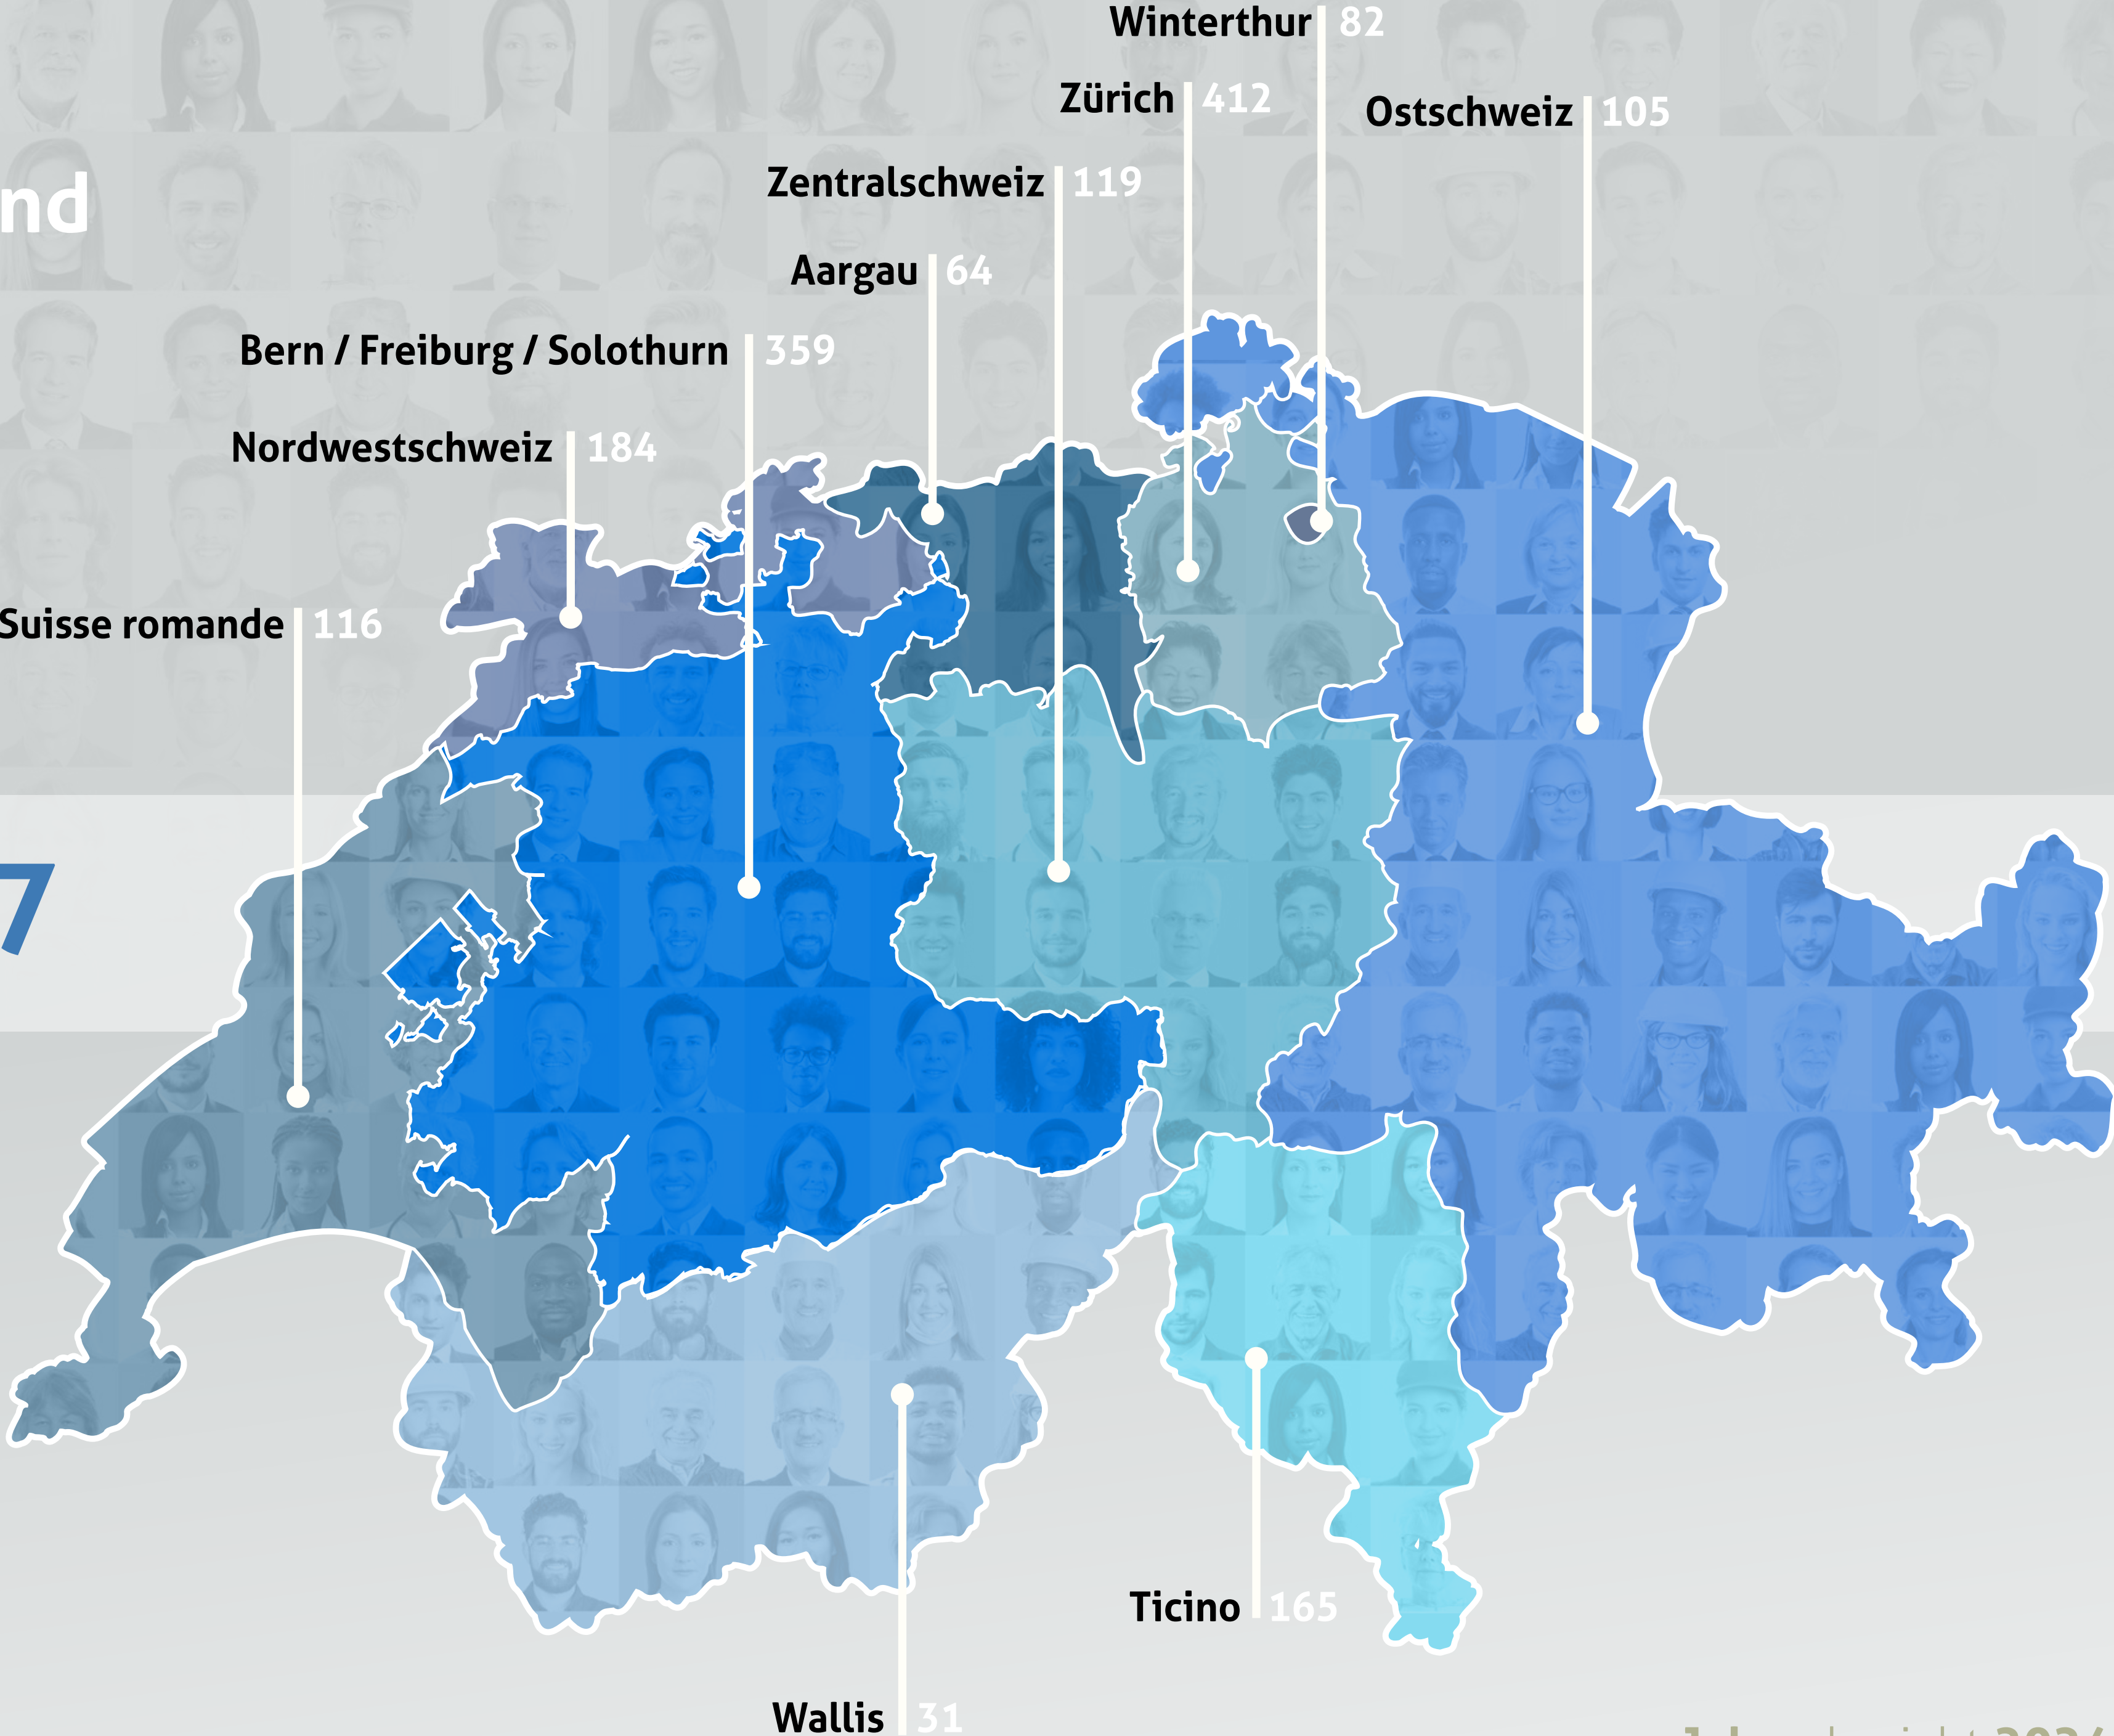 Winterthur 82
Zürich 412
Ostschweiz 105
Zentralschweiz 119
nd
Aargau 64
Bern / Freiburg / Solothurn 359
Nordwestschweiz 184
Suisse romande 116
7
Ticino 165
Wallis 31